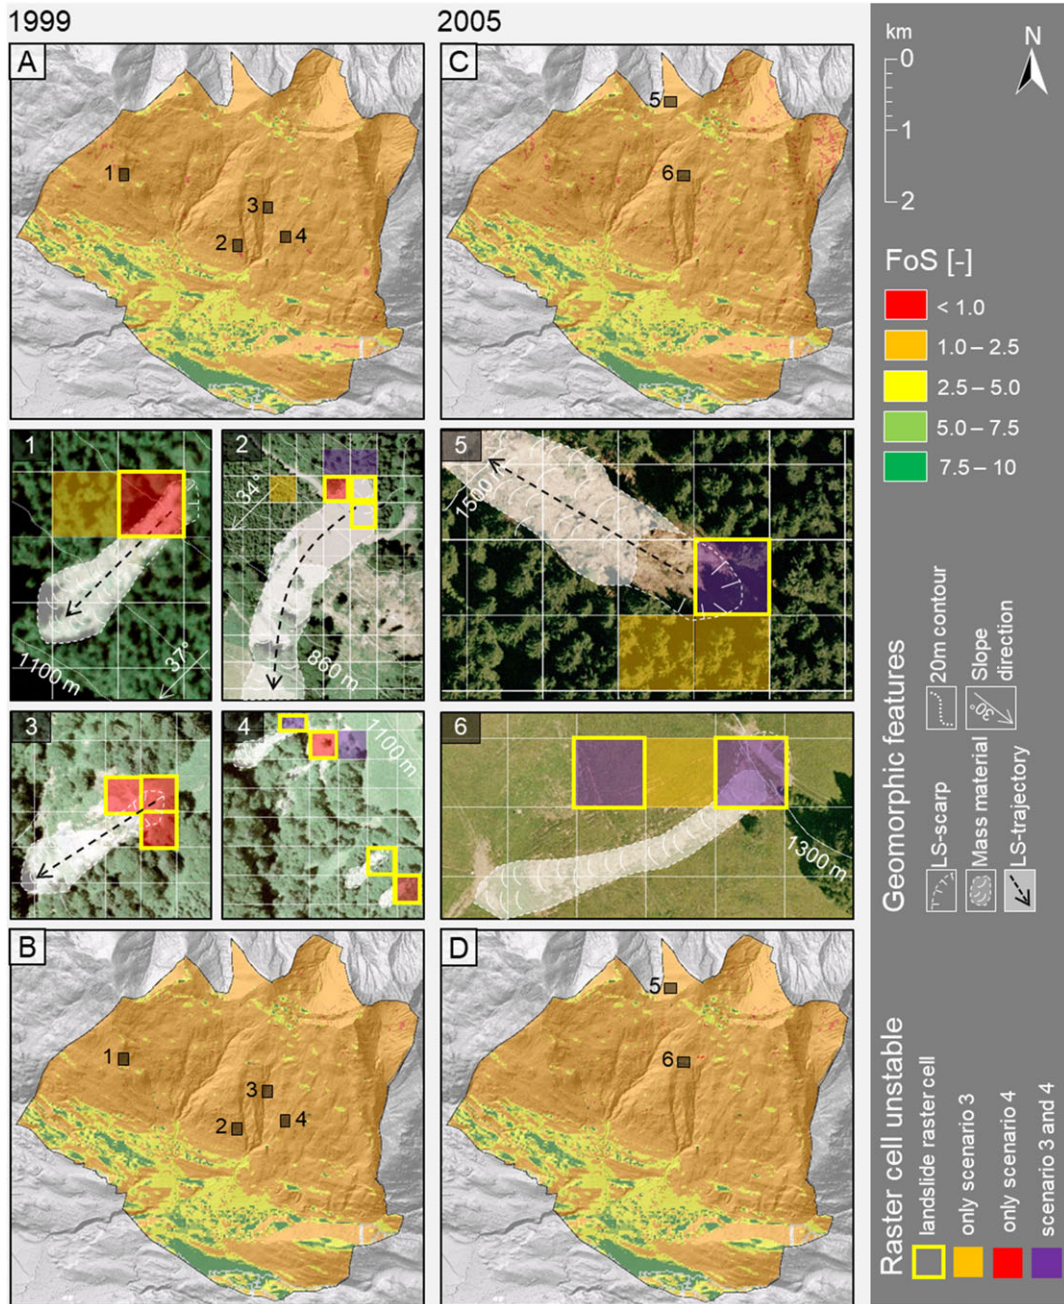 1999
2005
A
1
2
3
4
C
5
6
km
0
1
2
N
FoS [-]
< 1.0
1.0 – 2.5
2.5 – 5.0
5.0 – 7.5
7.5 – 10
1
1100 m
37°
2
34°
860 m
5
1500 m
3
4
1100 m
6
1300 m
Geomorphic features
LS-scarp
20m contour
Mass material
30°
Slope direction
LS-trajectory
B
1
2
3
4
D
5
6
Raster cell unstable
landslide raster cell
only scenario 3
only scenario 4
scenario 3 and 4